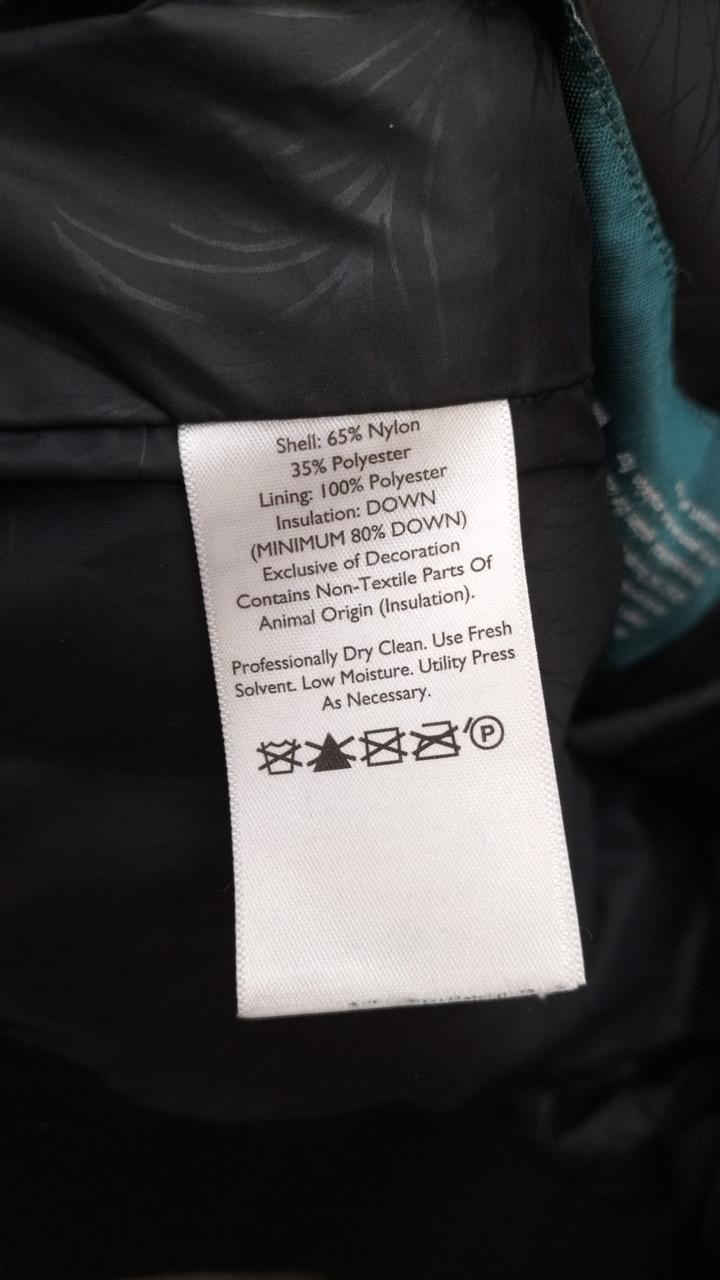 Shell: 65% Nylon
35% Polyester
Lining: 100% Polyester
Insulation: DOWN
(MINIMUM 80% DOWN)
Exclusive of Decoration
Contains Non-Textile Parts Of
Animal Origin (Insulation).
Professionally Dry Clean. Use Fresh
Solvent. Low Moisture. Utility Press
As Necessary.
P